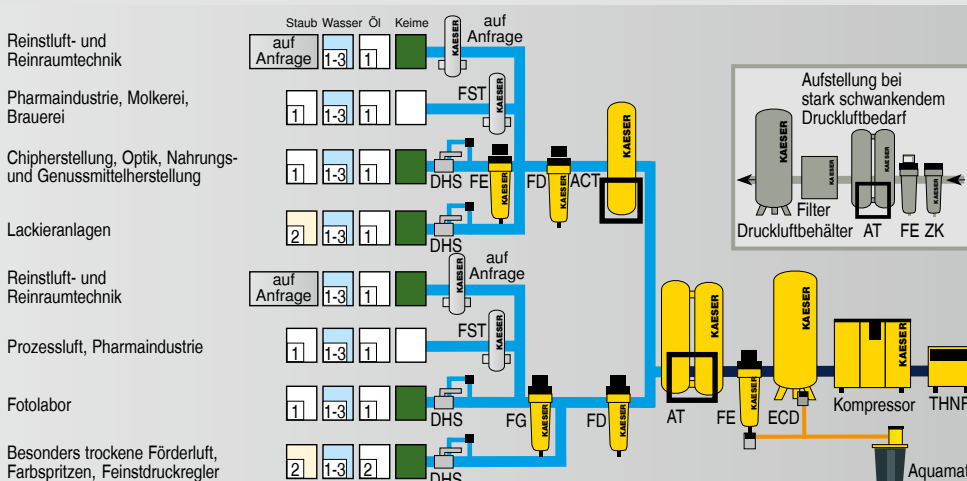 Staub Wasser Öl Keime
Reinstluft- und
Reinraumtechnik
auf
Anfrage
1-3
1
KAESER
auf
Anfrage
Pharmaindustrie, Molkerei,
Brauerei
1
1-3
1
FST
KAESER
Chipherstellung, Optik, Nahrungs-
und Genussmittelherstellung
1
1-3
1
DHS
FE
KAESER
FD
KAESER
ACT
KAESER
Lackieranlagen
2
1-3
1
DHS
Reinstluft- und
Reinraumtechnik
auf
Anfrage
1-3
1
KAESER
auf
Anfrage
Prozessluft, Pharmaindustrie
1
1-3
1
FST
KAESER
Fotolabor
1
1-3
1
DHS
FG
KAESER
FD
KAESER
Besonders trockene Förderluft,
Farbspritzen, Feinstdruckregler
2
1-3
2
DHS
AT
KAESER
FE
KAESER
ECD
KAESER
Kompressor
KAESER
THNF
Aquamat
Aufstellung bei
stark schwankendem
Druckluftbedarf
KAESER
KAESER
KAESER
KAESER
Filter
Druckluftbehälter AT FE ZK